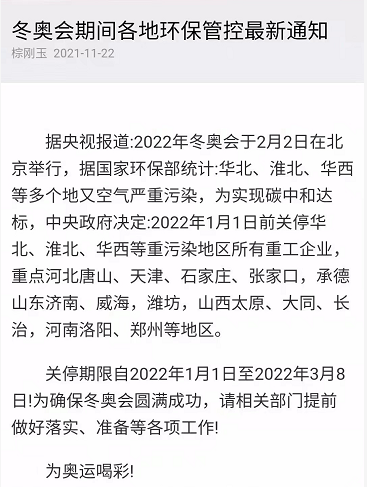 冬奥会期间各地环保管控最新通知
棕刚玉 2021-11-22
据央视报道:2022年冬奥会于2月2日在北
京举行，据国家环保部统计:华北、淮北、华西
等多个地又空气严重污染，为实现碳中和达
标，中央政府决定:2022年1月1日前关停华
北、淮北、华西等重污染地区所有重工企业，
重点河北唐山、天津、石家庄、张家口，承德
山东济南、威海，潍坊，山西太原、大同、长
治，河南洛阳、郑州等地区。
关停期限自2022年1月1日至2022年3月8
日!为确保冬奥会圆满成功，请相关部门提前
做好落实、准备等各项工作!
为奥运喝彩!